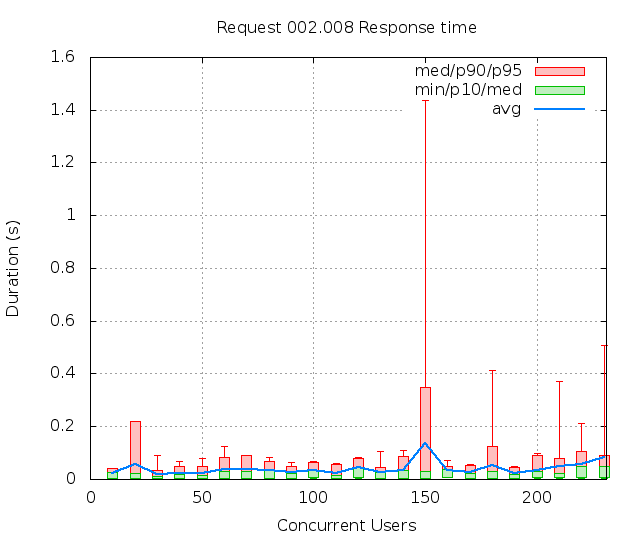 Request 002.008 Response time
med/p90/p95
min/p10/med
avg
1.6
1.4
1.2
1
0.8
0.6
0.4
0.2
0
0 50 100 150 200
Duration (s)
Concurrent Users